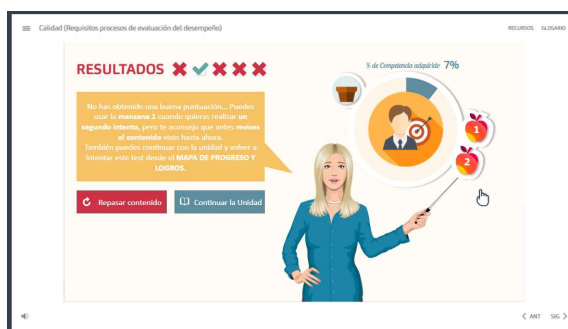 Calidad (Requisitos procesos de evaluación del desempeño)
RECURSOS GLOSARIO
RESULTADOS
% de Competencia adquirido 7%
No has obtenido una buena puntuación... Puedes
usar la manzana 1 cuando quieras realizar un
segundo intento, pero te aconsejo que antes revises
el contenido visto hasta ahora.
También puedes continuar con la unidad y volver a
intentar este test desde el MAPA DE PROGRESO Y
LOGROS.
1
2
Repasar contenido
Continuar la Unidad
ANT SIG